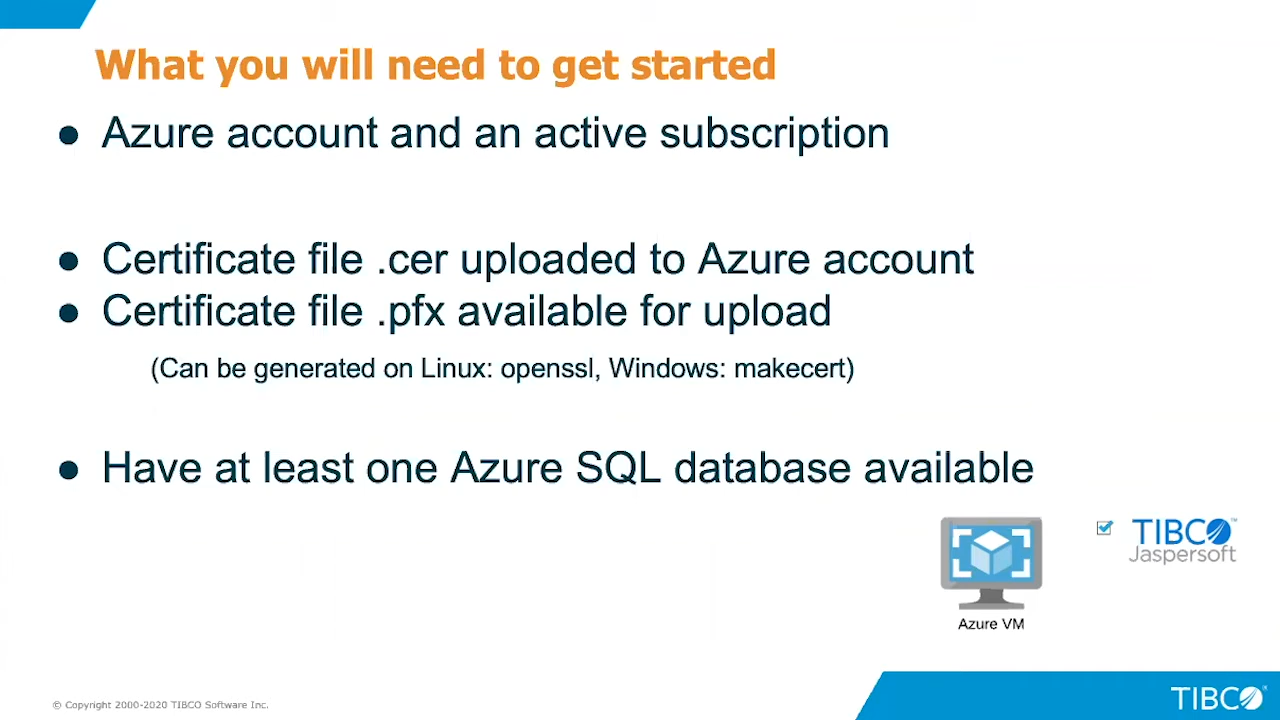 What you will need to get started
● Azure account and an active subscription
● Certificate file .cer uploaded to Azure account
● Certificate file .pfx available for upload
(Can be generated on Linux: openssl, Windows: makecert)
● Have at least one Azure SQL database available
TIBCO™
Jaspersoft
Azure VM
© Copyright 2000-2020 TIBCO Software Inc.
TIBCO